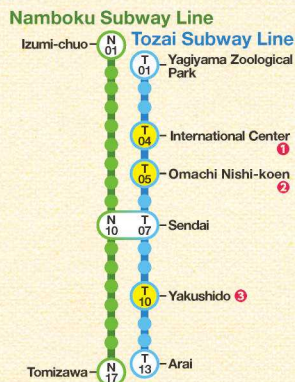 Namboku Subway Line
Izumi-chuo
N
01
Tozai Subway Line
T
01
Yagiyama Zoological
Park
T
04
International Center
1
T
05
Omachi Nishi-koen
2
N
10
T
07
Sendai
T
10
Yakushido 3
T
13
Arai
Tomizawa
N
17